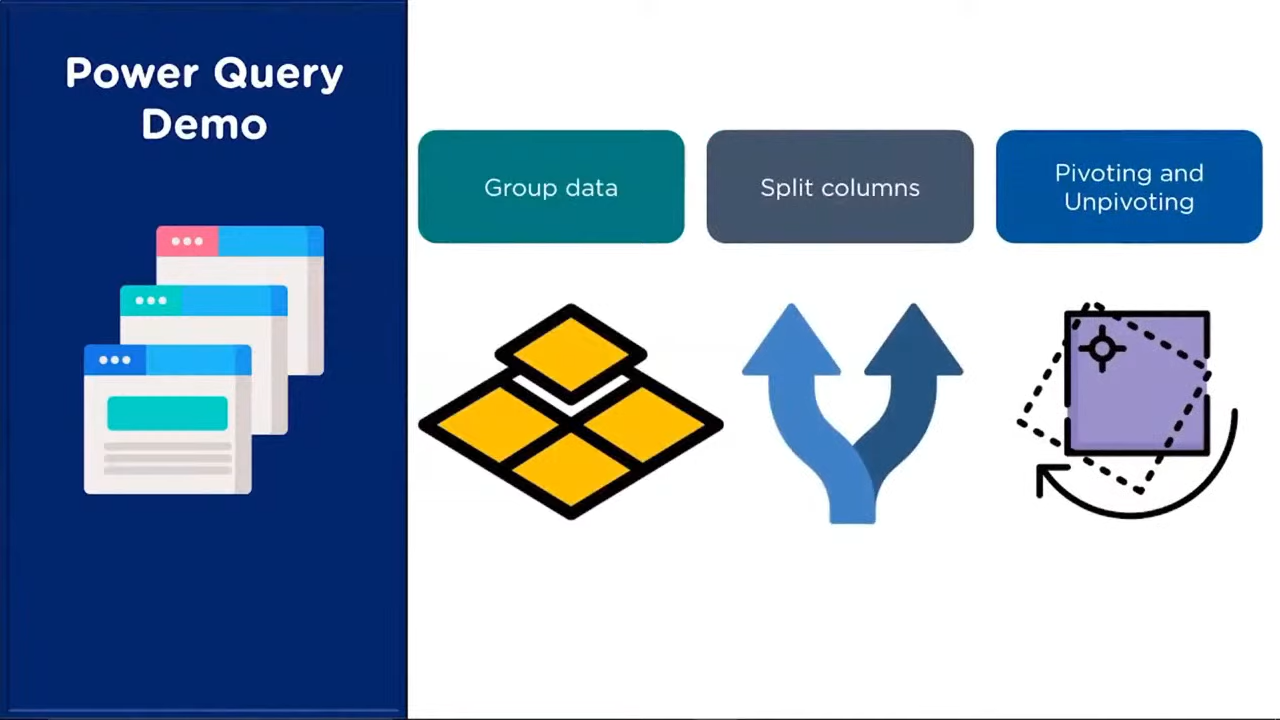 Power Query
Demo
Group data
Split columns
Pivoting and
Unpivoting